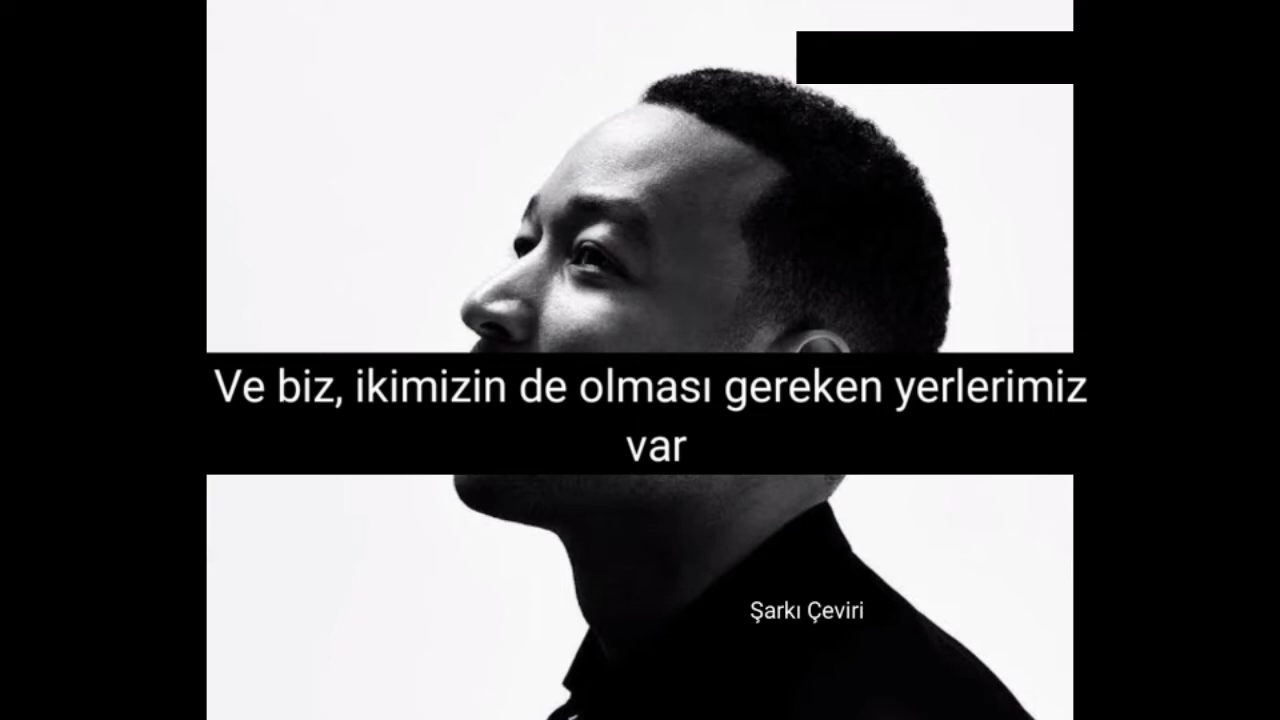 Ve biz, ikimizin de olması gereken yerlerimiz
var
Şarkı Çeviri